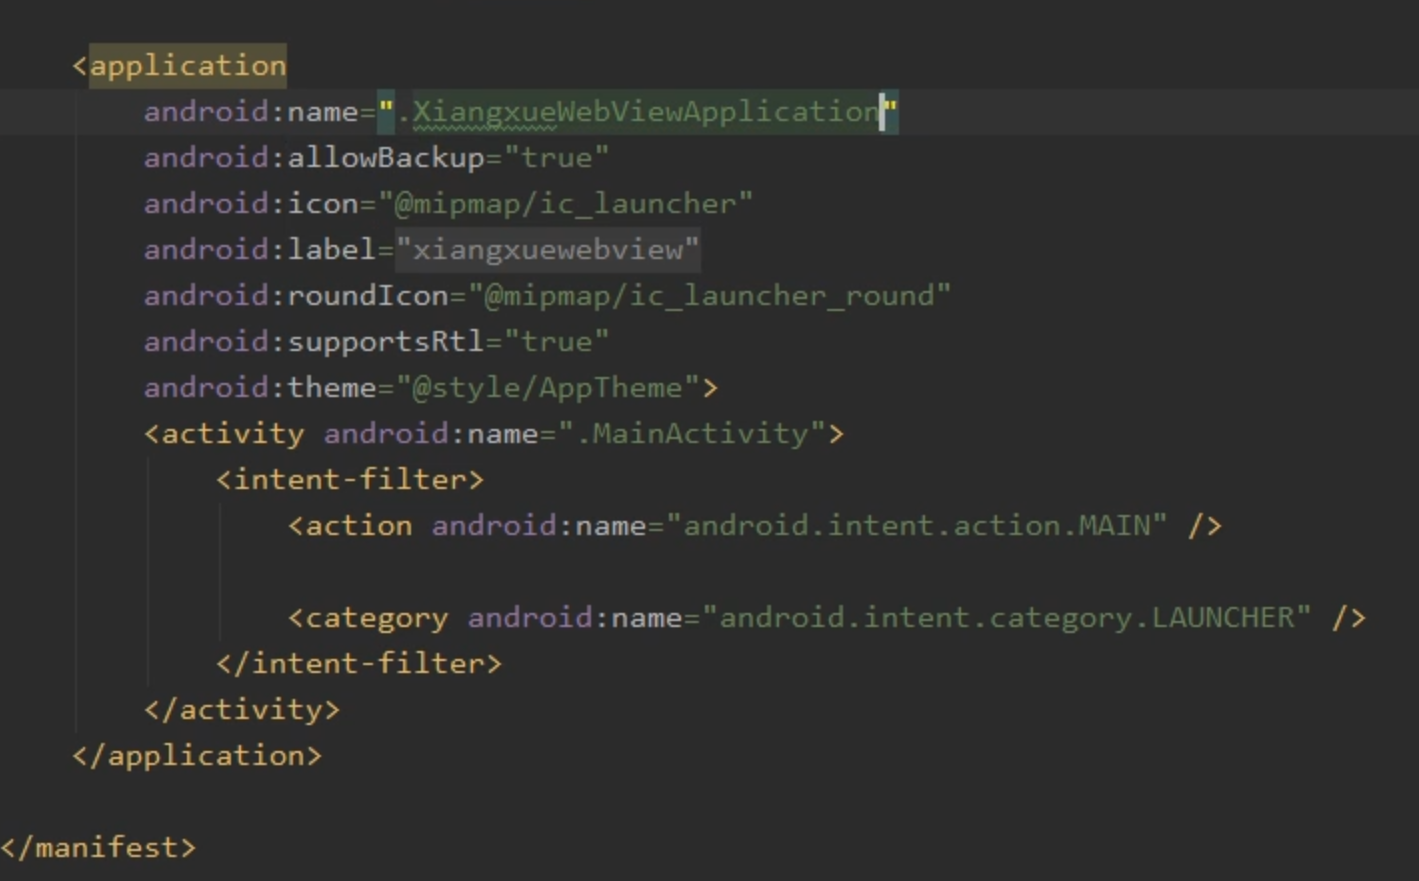 <application
android:name=".XiangxueWebViewApplication"
android:allowBackup="true"
android:icon="@mipmap/ic_launcher"
android:label="xiangxuewebview"
android:roundIcon="@mipmap/ic_launcher_round"
android:supportsRtl="true"
android:theme="@style/AppTheme">
<activity android:name=".MainActivity">
<intent-filter>
<action android:name="android.intent.action.MAIN" />
<category android:name="android.intent.category.LAUNCHER" />
</intent-filter>
</activity>
</application>
</manifest>